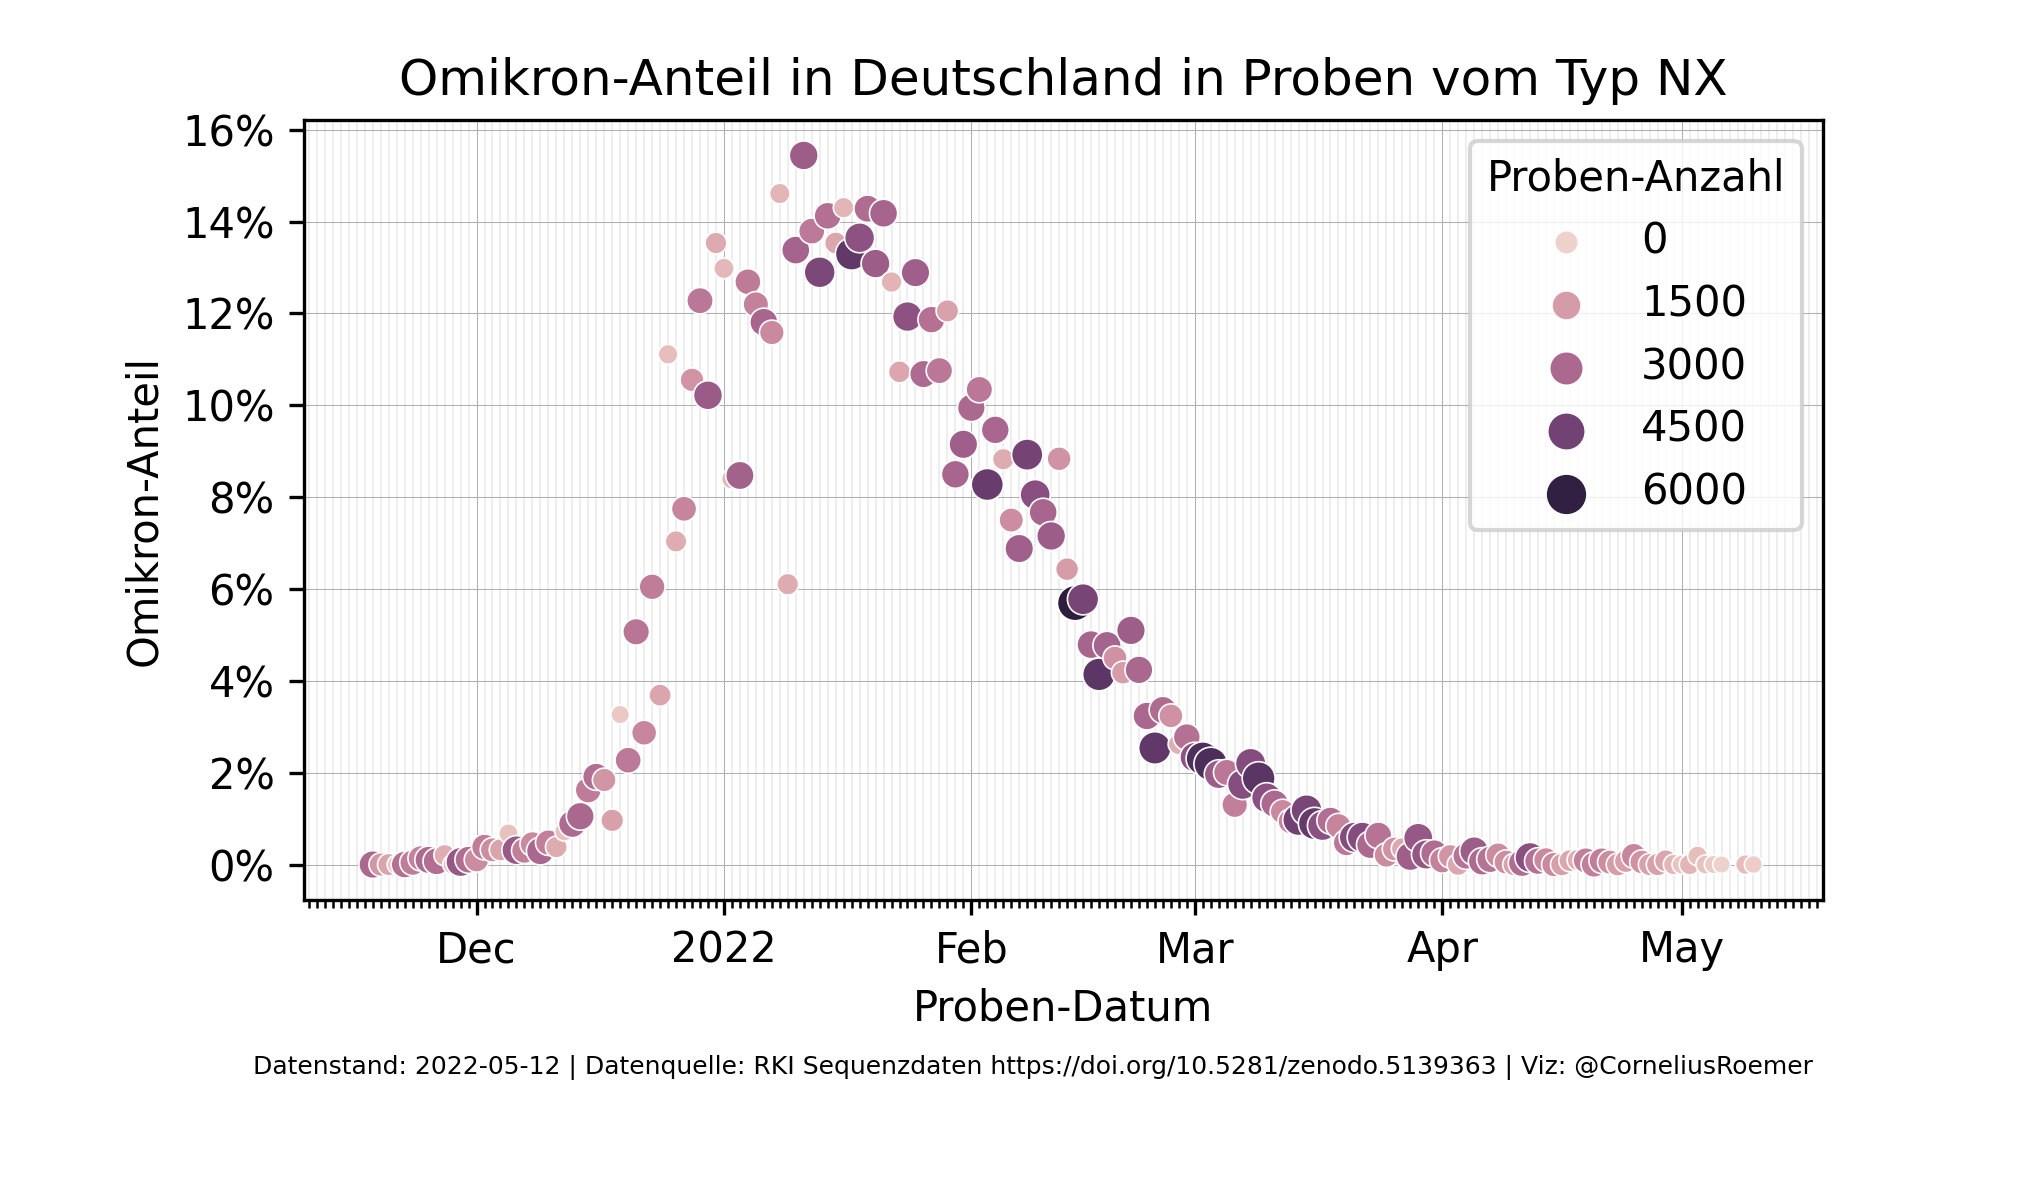 Omikron-Anteil in Deutschland in Proben vom Typ NX
16%
14%
12%
10%
8%
6%
4%
2%
0%
Omikron-Anteil
Proben-Anzahl
0
1500
3000
4500
6000
Dec 2022 Feb Mar Apr May
Proben-Datum
Datenstand: 2022-05-12 | Datenquelle: RKI Sequenzdaten https://doi.org/10.5281/zenodo.5139363 | Viz: @CorneliusRoemer